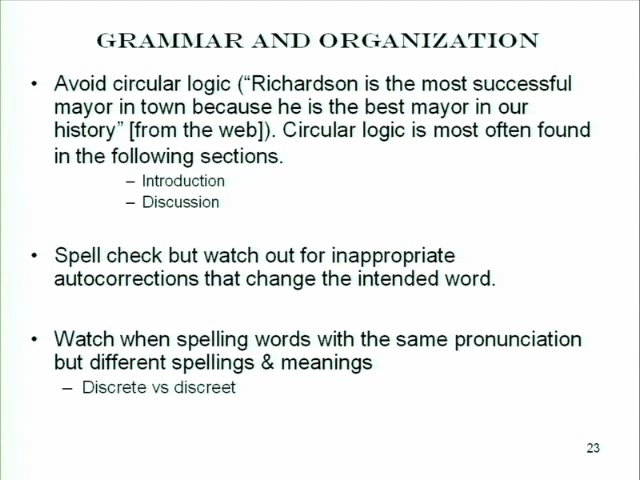 GRAMMAR AND ORGANIZATION
• Avoid circular logic (“Richardson is the most successful
mayor in town because he is the best mayor in our
history” [from the web]). Circular logic is most often found
in the following sections.
– Introduction
– Discussion
• Spell check but watch out for inappropriate
autocorrections that change the intended word.
• Watch when spelling words with the same pronunciation
but different spellings & meanings
– Discrete vs discreet
23